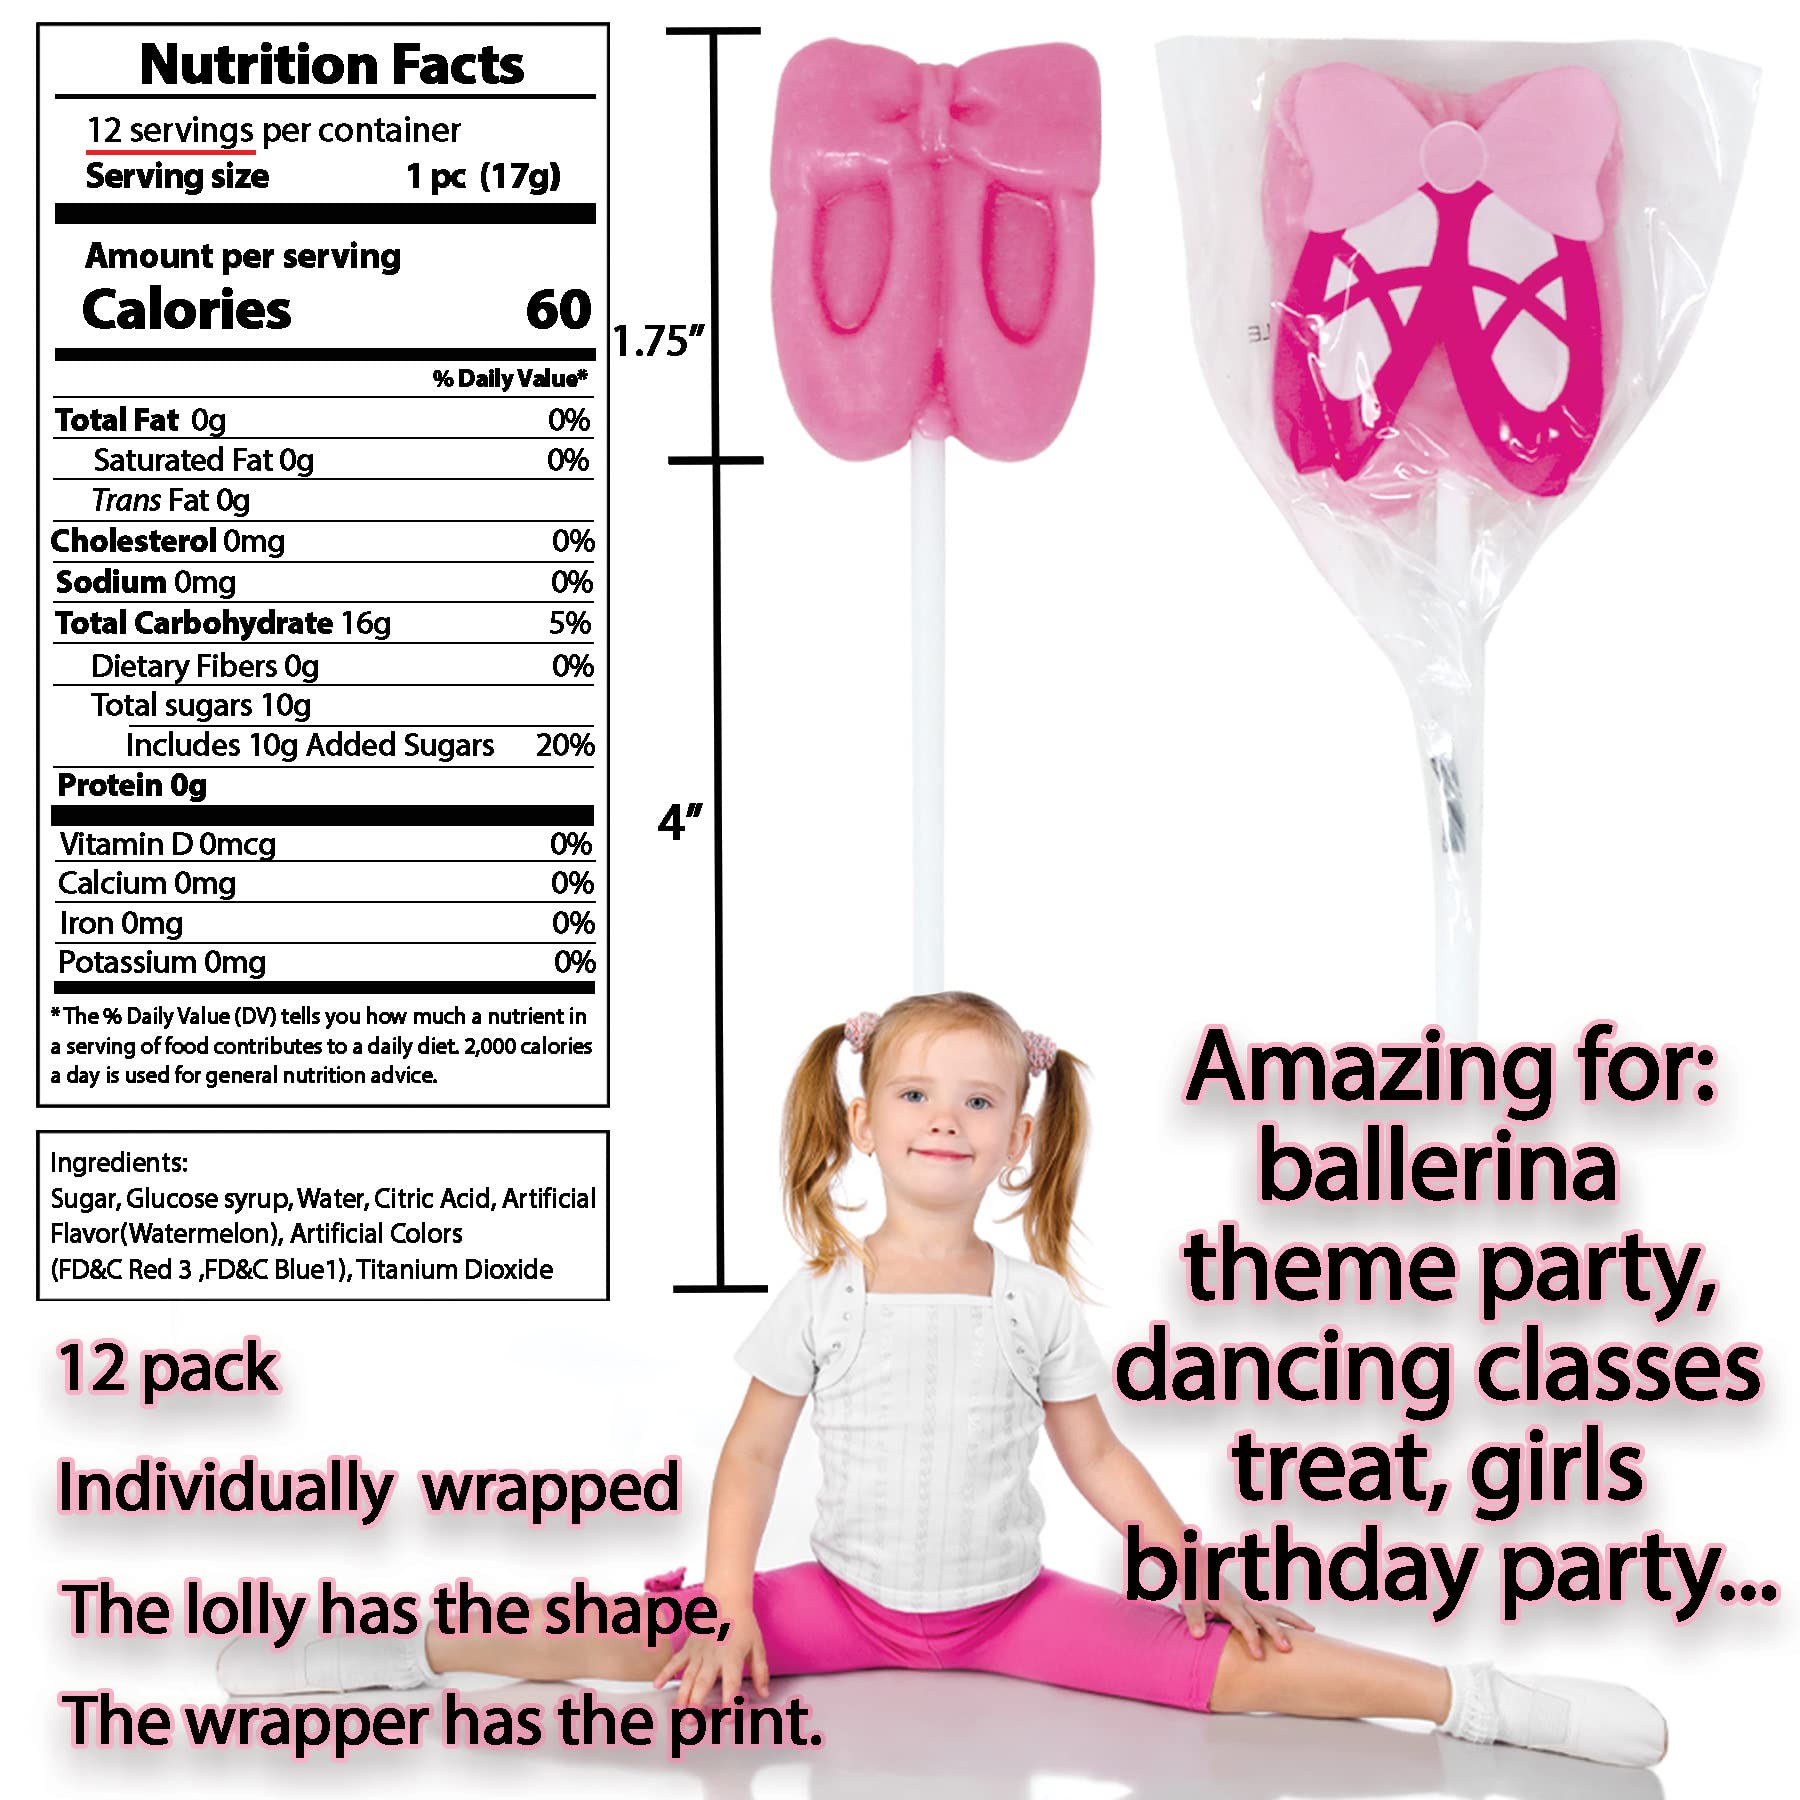 Nutrition Facts
12 servings per container
Serving size 1 pc (17g)
Amount per serving
Calories 60
% Daily Value*
Total Fat 0g 0%
Saturated Fat 0g 0%
Trans Fat 0g
Cholesterol 0mg 0%
Sodium 0mg 0%
Total Carbohydrate 16g 5%
Dietary Fibers 0g 0%
Total sugars 10g
Includes 10g Added Sugars 20%
Protein 0g
Vitamin D 0mcg 0%
Calcium 0mg 0%
Iron 0mg 0%
Potassium 0mg 0%
* The % Daily Value (DV) tells you how much a nutrient in
a serving of food contributes to a daily diet. 2,000 calories
a day is used for general nutrition advice.
Ingredients:
Sugar, Glucose syrup, Water, Citric Acid, Artificial
Flavor(Watermelon), Artificial Colors
(FD&C Red 3 ,FD&C Blue1), Titanium Dioxide
1.75”
4”
12 pack
Individually wrapped
The lolly has the shape,
The wrapper has the print.
Amazing for:
ballerina
theme party,
dancing classes
treat, girls
birthday party...